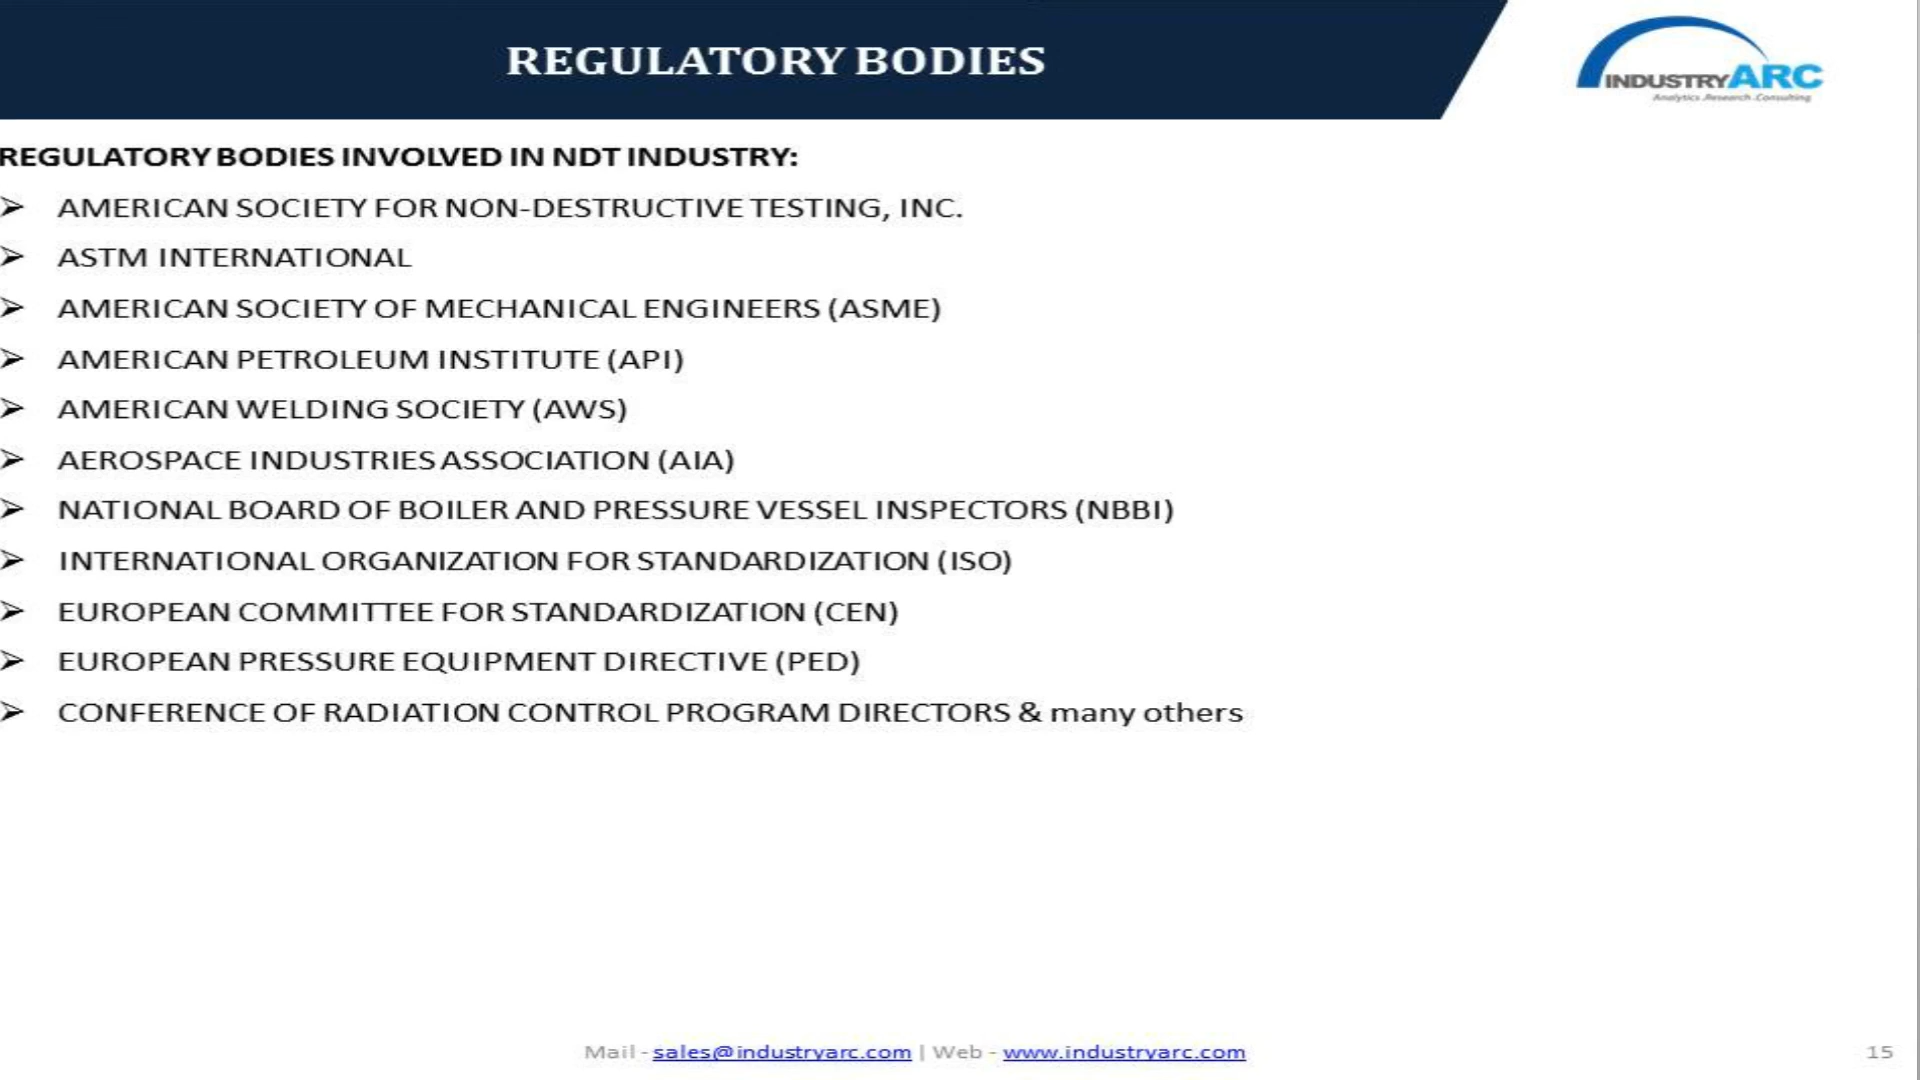 REGULATORY BODIES
INDUSTRYARC
Analytics.Research.Consulting
REGULATORY BODIES INVOLVED IN NDT INDUSTRY:
➢ AMERICAN SOCIETY FOR NON-DESTRUCTIVE TESTING, INC.
➢ ASTM INTERNATIONAL
➢ AMERICAN SOCIETY OF MECHANICAL ENGINEERS (ASME)
➢ AMERICAN PETROLEUM INSTITUTE (API)
➢ AMERICAN WELDING SOCIETY (AWS)
➢ AEROSPACE INDUSTRIES ASSOCIATION (AIA)
➢ NATIONAL BOARD OF BOILER AND PRESSURE VESSEL INSPECTORS (NBBI)
➢ INTERNATIONAL ORGANIZATION FOR STANDARDIZATION (ISO)
➢ EUROPEAN COMMITTEE FOR STANDARDIZATION (CEN)
➢ EUROPEAN PRESSURE EQUIPMENT DIRECTIVE (PED)
➢ CONFERENCE OF RADIATION CONTROL PROGRAM DIRECTORS & many others
Mail - sales@industryarc.com | Web - www.industryarc.com
15